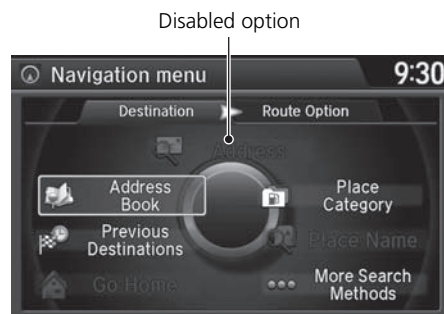 Disabled option
Navigation menu
9:30
Destination
Route Option
Address
Address
Book
Place
Category
Previous
Destinations
Place Name
Go Home
More Search
Methods